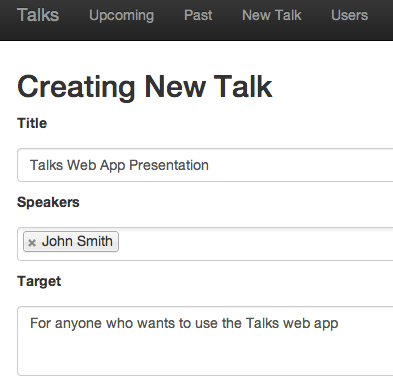 Talks Upcoming Past New Talk Users
Creating New Talk
Title
Talks Web App Presentation
Speakers
× John Smith
Target
For anyone who wants to use the Talks web app